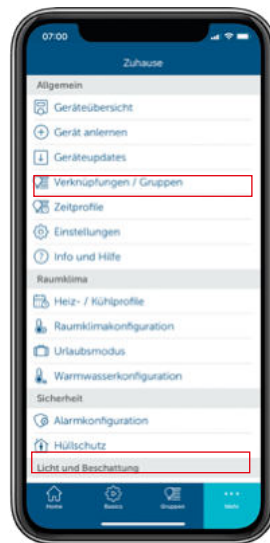 07:00
Zuhause
Allgemein
Geräteübersicht
Gerät anlernen
Geräteupdates
Verknüpfungen / Gruppen
Zeitprofile
Einstellungen
Info und Hilfe
Raumklima
Heiz- / Kühlprofile
Raumklimakonfiguration
Urlaubsmodus
Warmwasserkonfiguration
Sicherheit
Alarmkonfiguration
Hüllschutz
Licht und Beschattung
Home Basics Gruppen Mehr